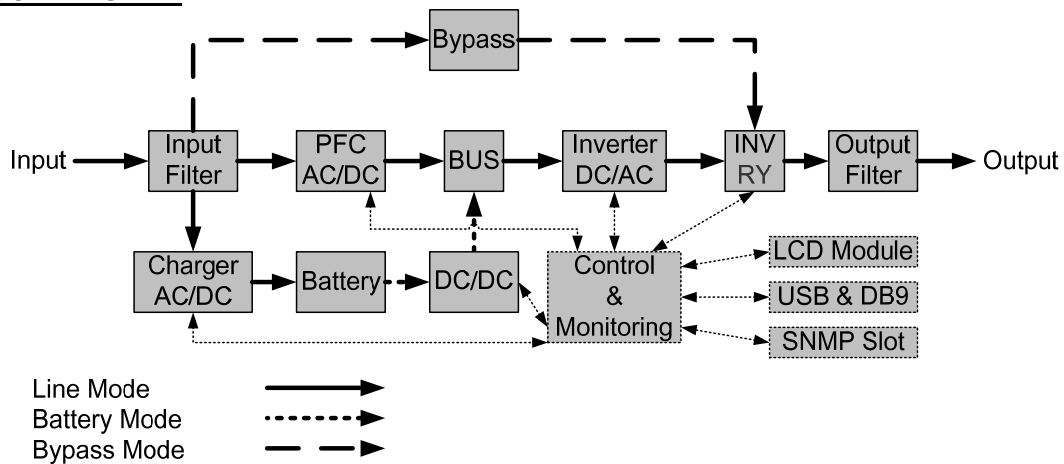 Bypass
Input
Input
Filter
PFC
AC/DC
BUS
Inverter
DC/AC
INV
RY
Output
Filter
Output
Charger
AC/DC
Battery
DC/DC
Control
&
Monitoring
LCD Module
USB & DB9
SNMP Slot
Line Mode
Battery Mode
Bypass Mode